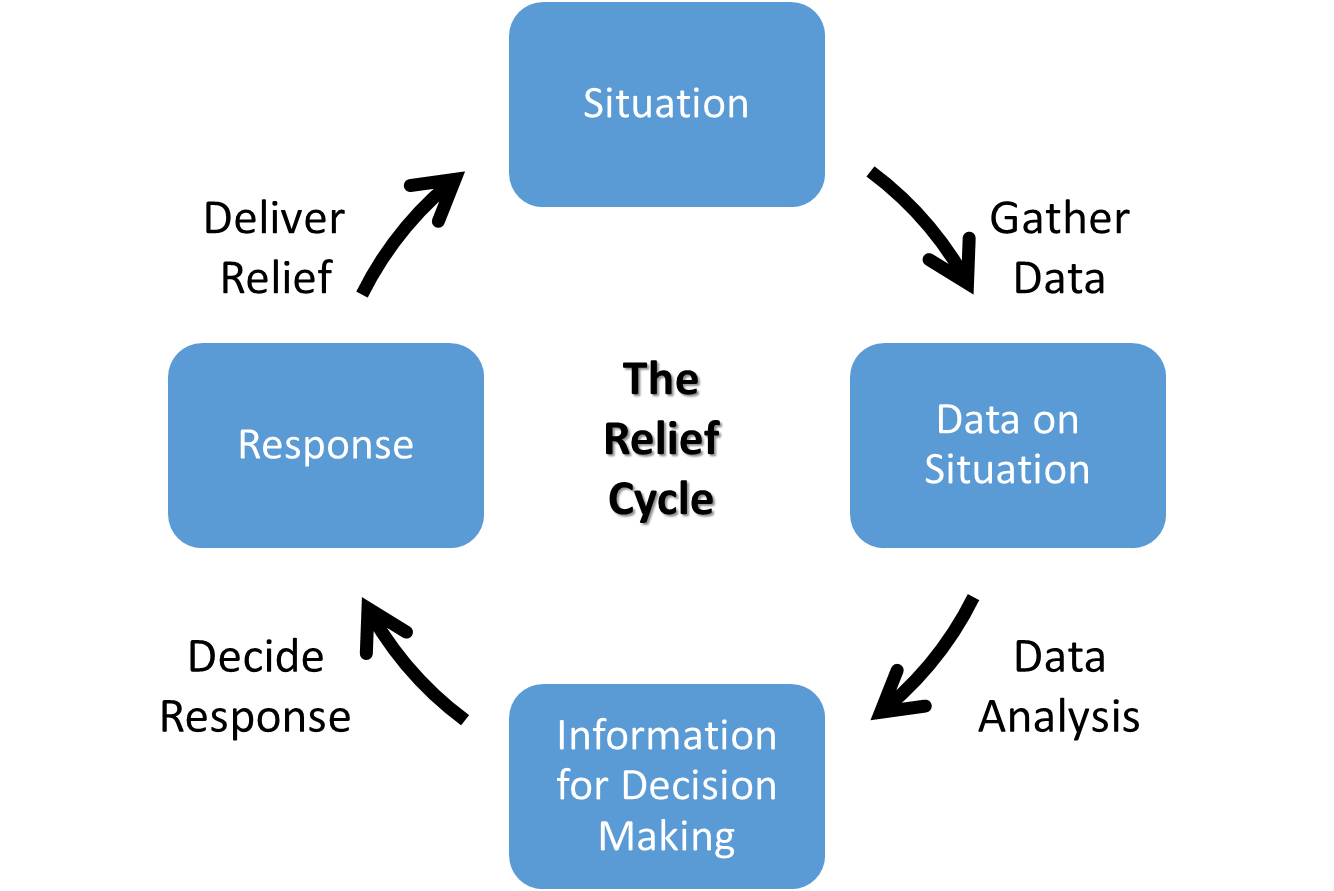 Situation
Deliver
Relief
Gather
Data
Response
The
Relief
Cycle
Data on
Situation
Decide
Response
Data
Analysis
Information
for Decision
Making